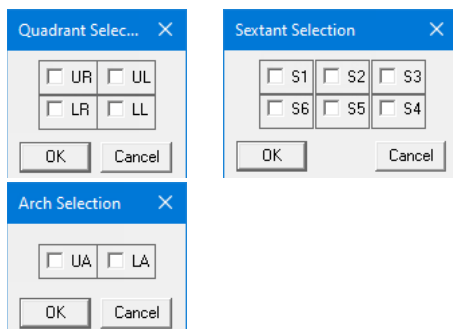 Quadrant Selec...
UR UL
LR LL
OK Cancel
Sextant Selection
S1 S2 S3
S6 S5 S4
OK Cancel
Arch Selection
UA LA
OK Cancel